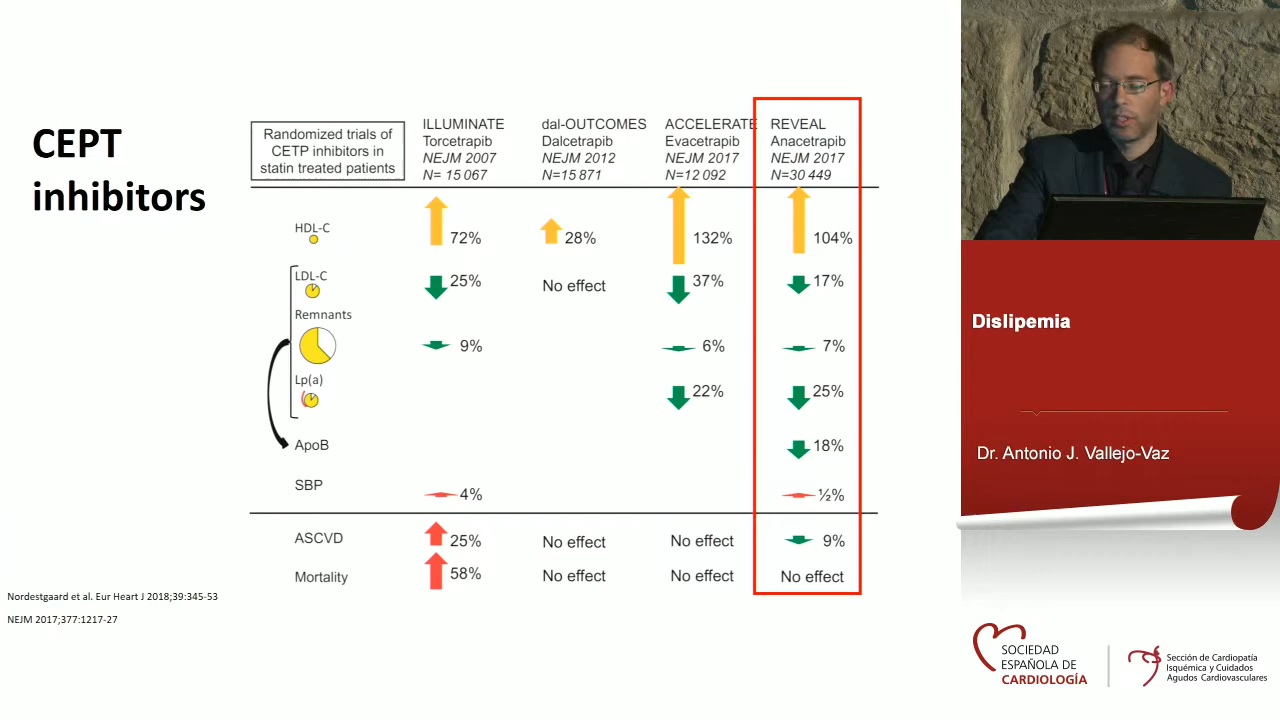 CEPT
inhibitors
Randomized trials of
CETP inhibitors in
statin treated patients
ILLUMINATE
Torcetrapib
NEJM 2007
N= 15 067
dal-OUTCOMES
Dalcetrapib
NEJM 2012
N=15 871
ACCELERATE
Evacetrapib
NEJM 2017
N=12 092
REVEAL
Anacetrapib
NEJM 2017
N=30 449
HDL-C 72% 28% 132% 104%
LDL-C 25% No effect 37% 17%
Remnants 9% 6% 7%
Lp(a) 22% 25%
ApoB 18%
SBP 4% ½%
ASCVD 25% No effect No effect 9%
Mortality 58% No effect No effect No effect
Nordestgaard et al. Eur Heart J 2018;39:345-53
NEJM 2017;377:1217-27
Dislipemia
Dr. Antonio J. Vallejo-Vaz
SOCIEDAD
ESPAÑOLA DE
CARDIOLOGÍA
Sección de Cardiopatía
Isquémica y Cuidados
Agudos Cardiovasculares